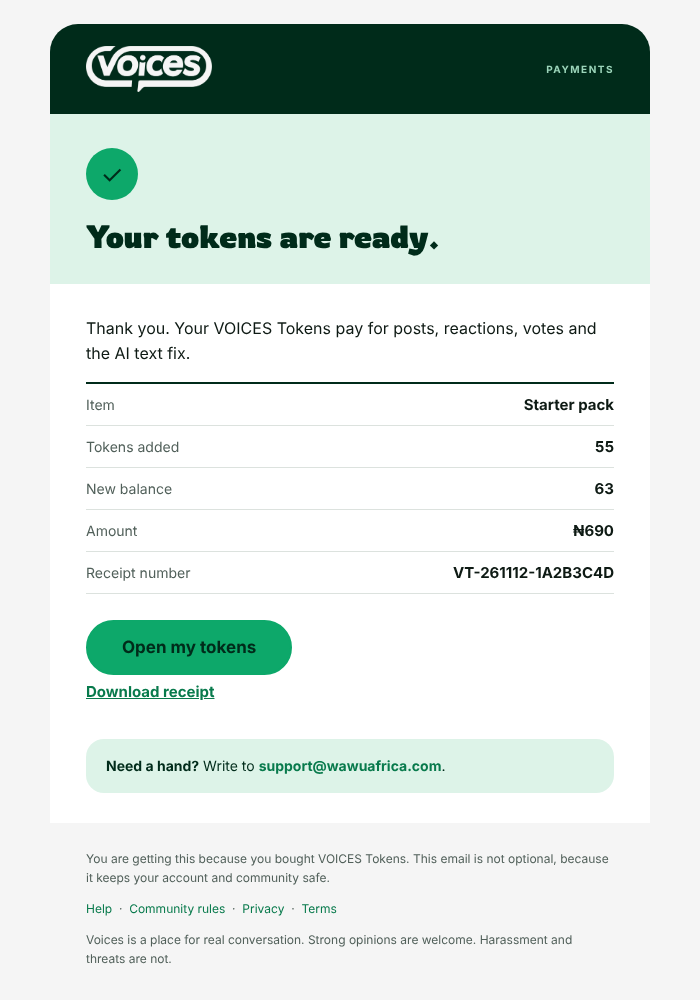 Voices
PAYMENTS
Your tokens are ready.
Thank you. Your VOICES Tokens pay for posts, reactions, votes and
the AI text fix.
Item Starter pack
Tokens added 55
New balance 63
Amount ₦690
Receipt number VT-261112-1A2B3C4D
Open my tokens
Download receipt
Need a hand? Write to support@wawuafrica.com.
You are getting this because you bought VOICES Tokens. This email is not optional, because
it keeps your account and community safe.
Help · Community rules · Privacy · Terms
Voices is a place for real conversation. Strong opinions are welcome. Harassment and
threats are not.